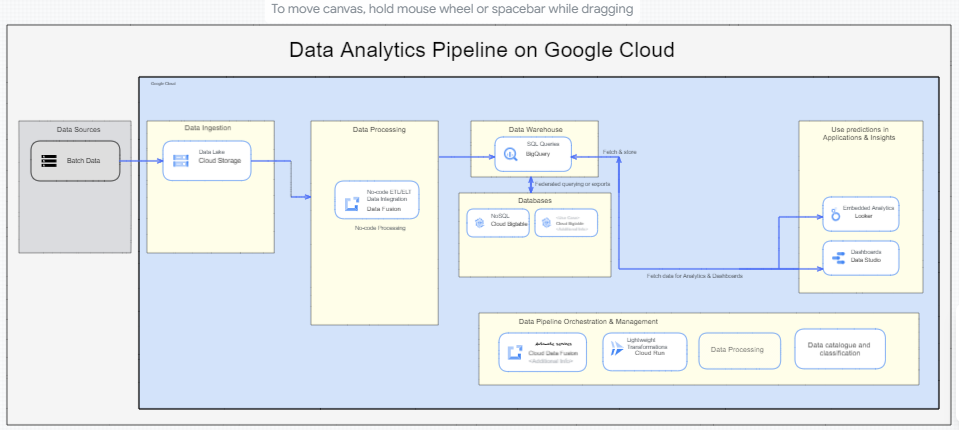 To move canvas, hold mouse wheel or spacebar while dragging
Data Analytics Pipeline on Google Cloud
Google Cloud
Data Sources
Batch Data
Data Ingestion
Data Lake
Cloud Storage
Data Processing
No-code ETL/ELT
Data Integration
Data Fusion
No-code Processing
Data Warehouse
SQL Queries
BigQuery
Fetch & store
Federated querying or exports
Databases
NoSQL
Cloud Bigtable
Cloud Bigtable
Fetch data for Analytics & Dashboards
Use predictions in
Applications & Insights
Embedded Analytics
Looker
Dashboards
Data Studio
Data Pipeline Orchestration & Management
Cloud Data Fusion
<Additional Info>
Lightweight
Transformations
Cloud Run
Data Processing
Data catalogue and
classification